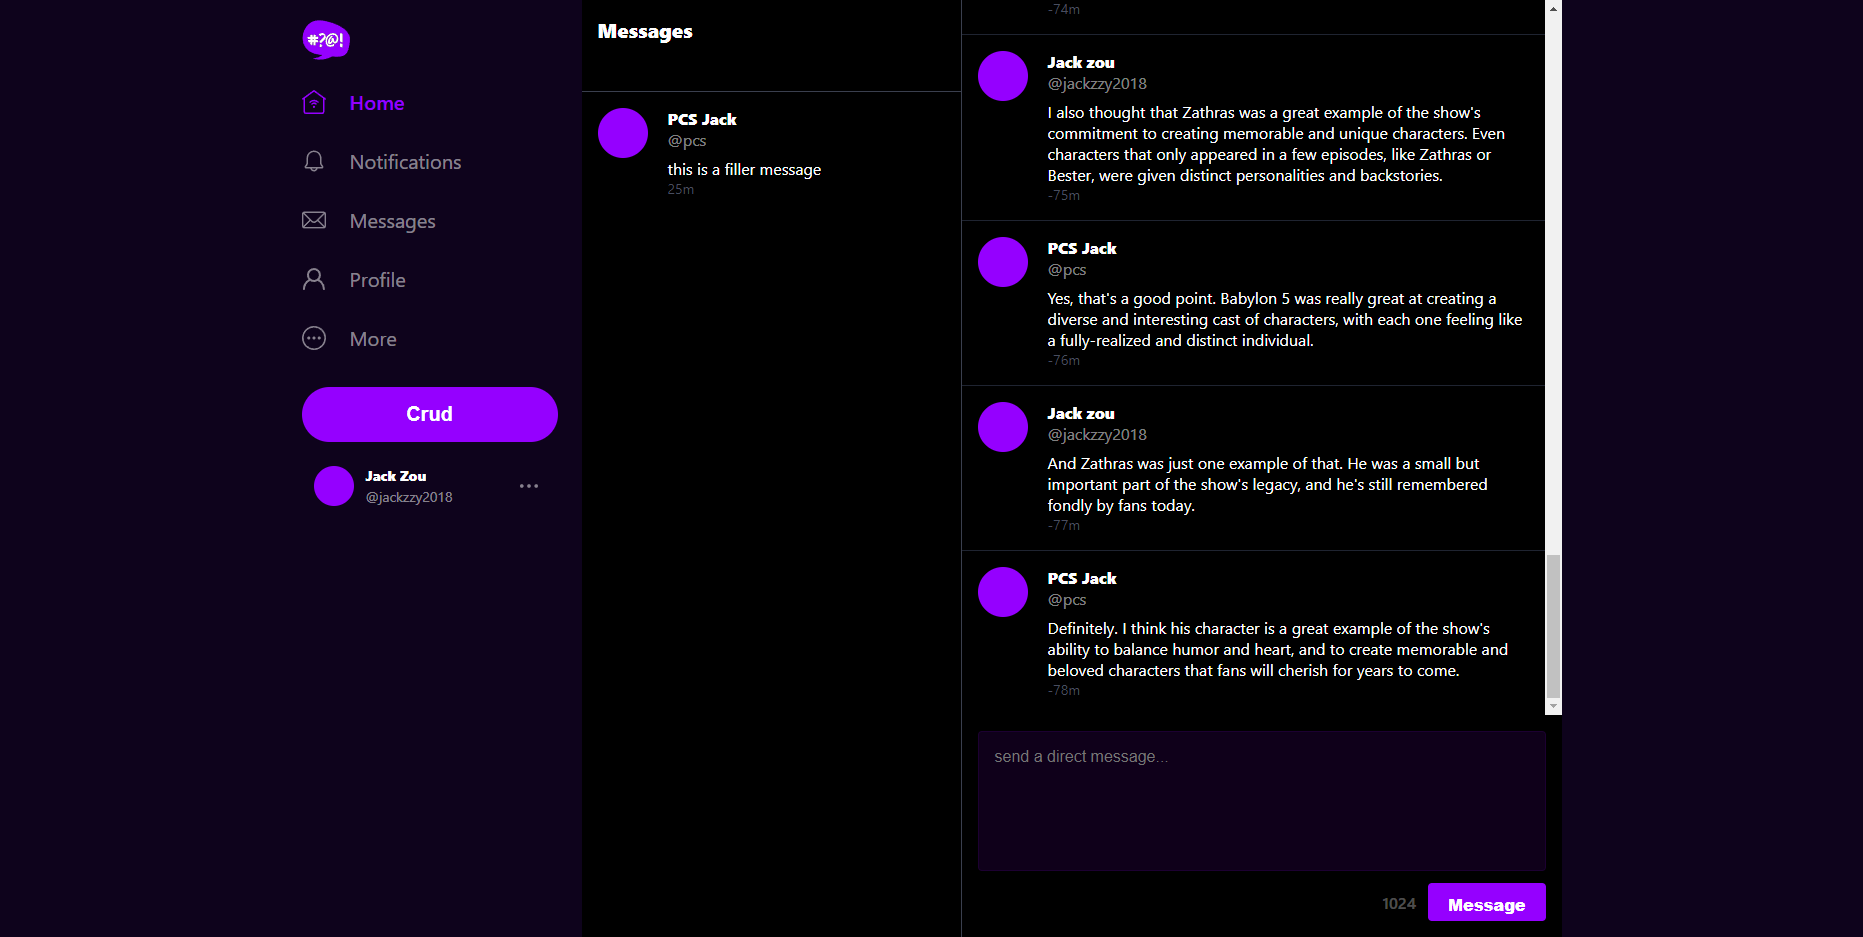 #?@!
Home
Notifications
Messages
Profile
More
Crud
Jack Zou
@jackzzy2018
Messages
PCS Jack
@pcs
this is a filler message
25m
-74m
Jack zou
@jackzzy2018
I also thought that Zathras was a great example of the show's
commitment to creating memorable and unique characters. Even
characters that only appeared in a few episodes, like Zathras or
Bester, were given distinct personalities and backstories.
-75m
PCS Jack
@pcs
Yes, that's a good point. Babylon 5 was really great at creating a
diverse and interesting cast of characters, with each one feeling like
a fully-realized and distinct individual.
-76m
Jack zou
@jackzzy2018
And Zathras was just one example of that. He was a small but
important part of the show's legacy, and he's still remembered
fondly by fans today.
-77m
PCS Jack
@pcs
Definitely. I think his character is a great example of the show's
ability to balance humor and heart, and to create memorable and
beloved characters that fans will cherish for years to come.
-78m
send a direct message...
1024
Message